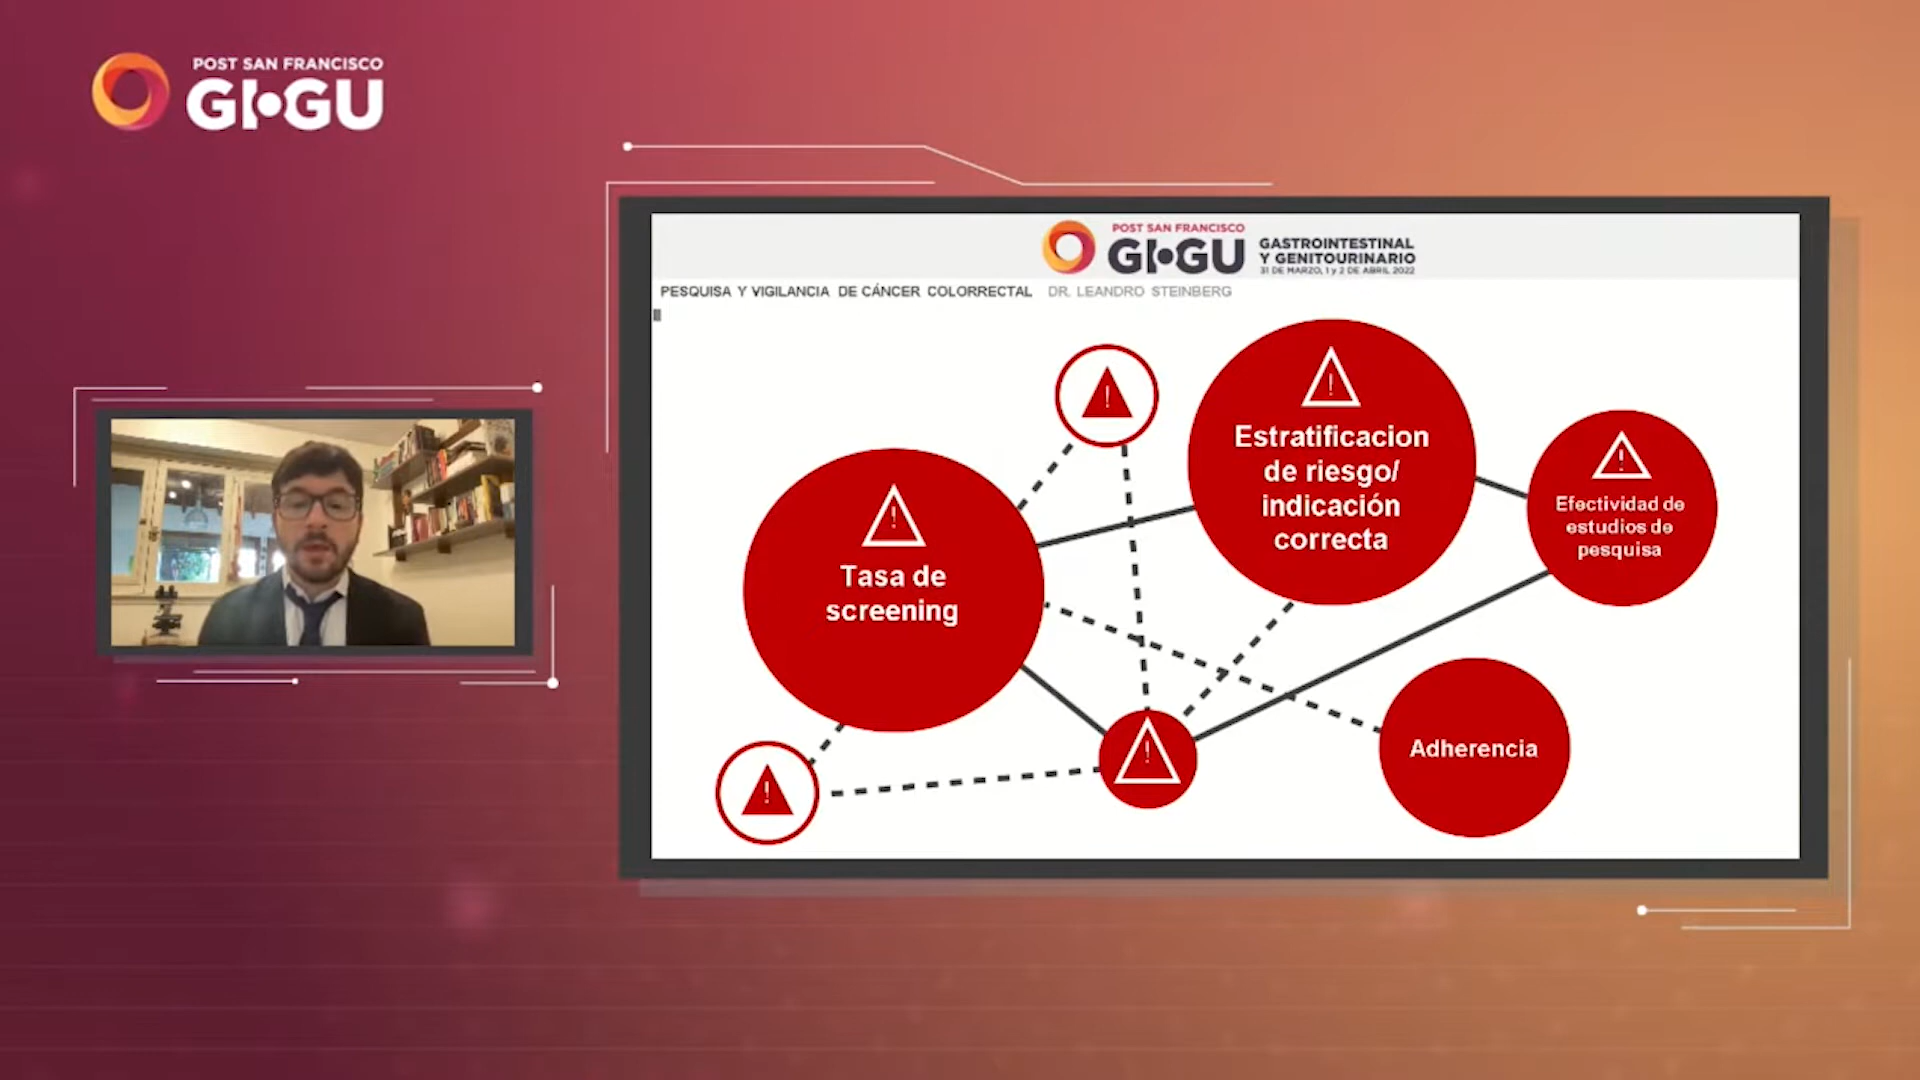 POST SAN FRANCISCO
GI•GU
POST SAN FRANCISCO
GI•GU
GASTROINTESTINAL
Y GENITOURINARIO
31 DE MARZO, 1 y 2 DE ABRIL 2022
PESQUISA Y VIGILANCIA DE CÁNCER COLORRECTAL DR. LEANDRO STEINBERG
!
!
Estratificacion
de riesgo/
indicación
correcta
!
Efectividad de
estudios de
pesquisa
!
Tasa de
screening
Adherencia
!
!